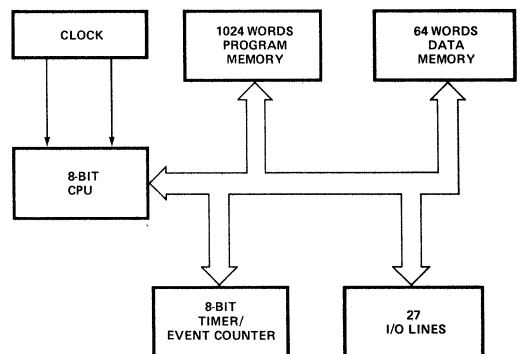 CLOCK
1024 WORDS
PROGRAM
MEMORY
64 WORDS
DATA
MEMORY
8-BIT
CPU
8-BIT
TIMER/
EVENT COUNTER
27
I/O LINES